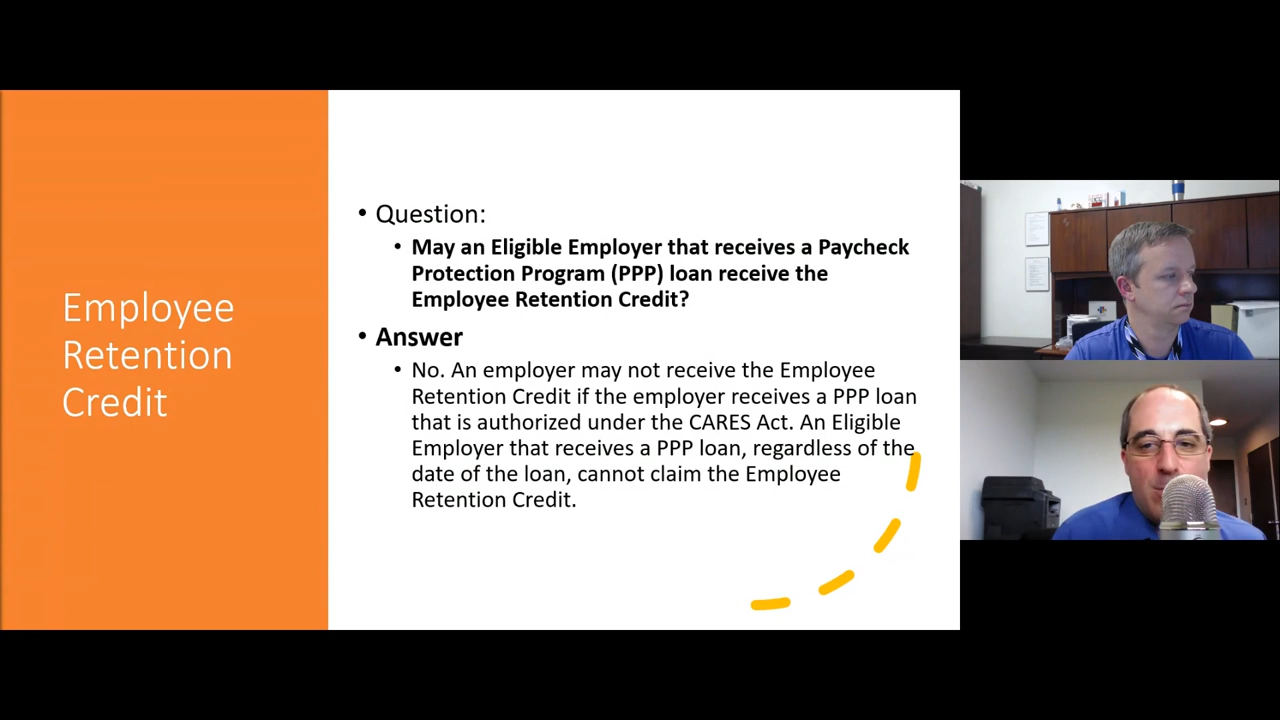 Employee
Retention
Credit
• Question:
• May an Eligible Employer that receives a Paycheck
Protection Program (PPP) loan receive the
Employee Retention Credit?
• Answer
• No. An employer may not receive the Employee
Retention Credit if the employer receives a PPP loan
that is authorized under the CARES Act. An Eligible
Employer that receives a PPP loan, regardless of the
date of the loan, cannot claim the Employee
Retention Credit.